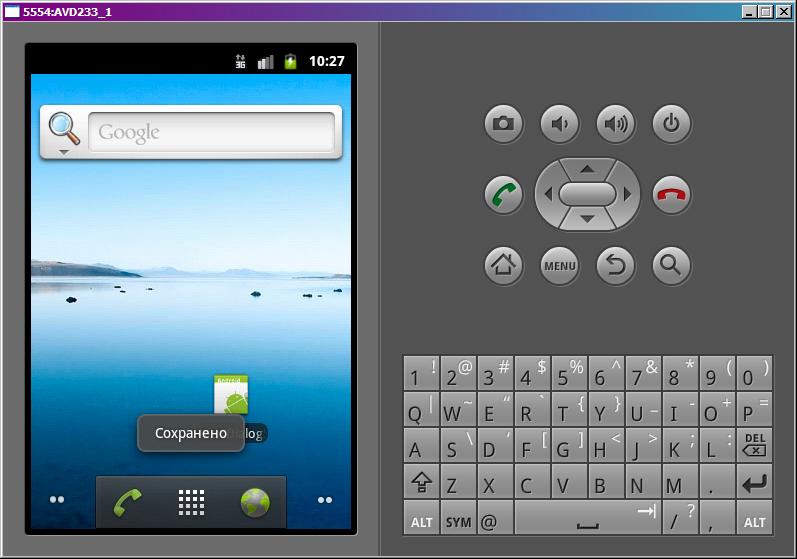 5554:AVD233_1
3G
10:27
Google
Android
Сохранено
log
MENU
1 ! 2 @ 3 # 4 $ 5 % 6 ^ 7 & 8 * 9 ( 0 )
Q | W ~ E " R ` T { Y } U _ I - O + P =
A S \ D ' F [ G ] H < J > K ; L : DEL
Z X C V B N M .
ALT SYM @ / ? , ALT